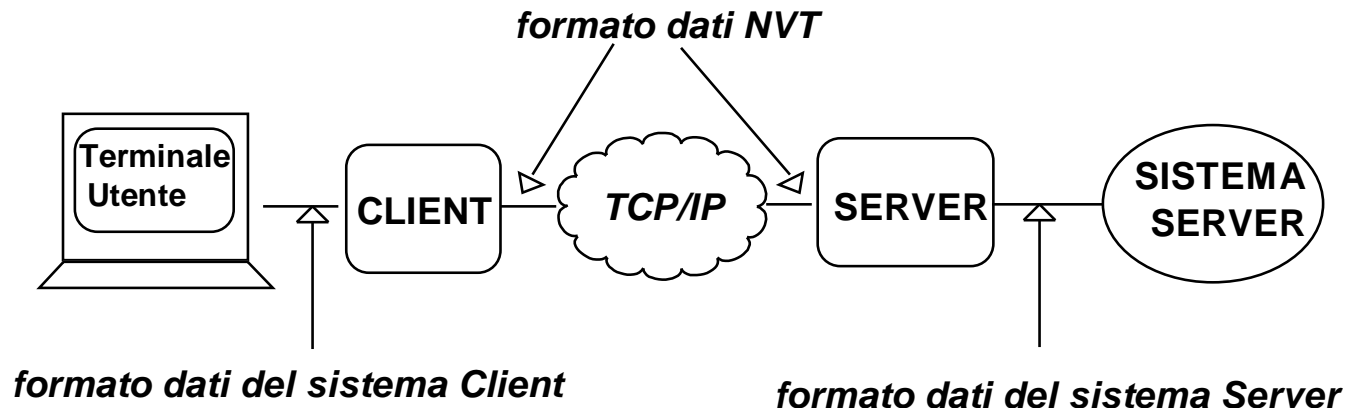 formato dati NVT
Terminale
Utente
CLIENT
TCP/IP
SERVER
SISTEMA
SERVER
formato dati del sistema Client
formato dati del sistema Server